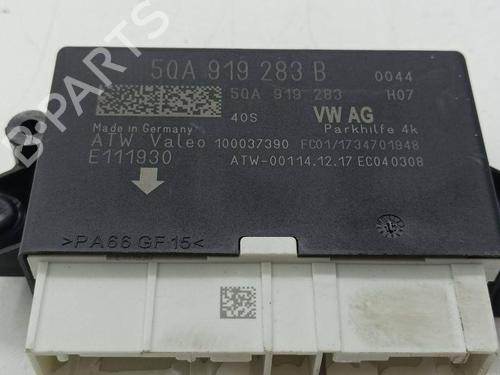 5QA 919 283 B 0044
5QA 919 283 H07
40S VW AG
Made in Germany Parkhilfe 4k
ATW Valeo 100037390 FC01/1734701948
E111930 ATW-00114.12.17 EC040308
>PA66 GF15<
B-PARTS